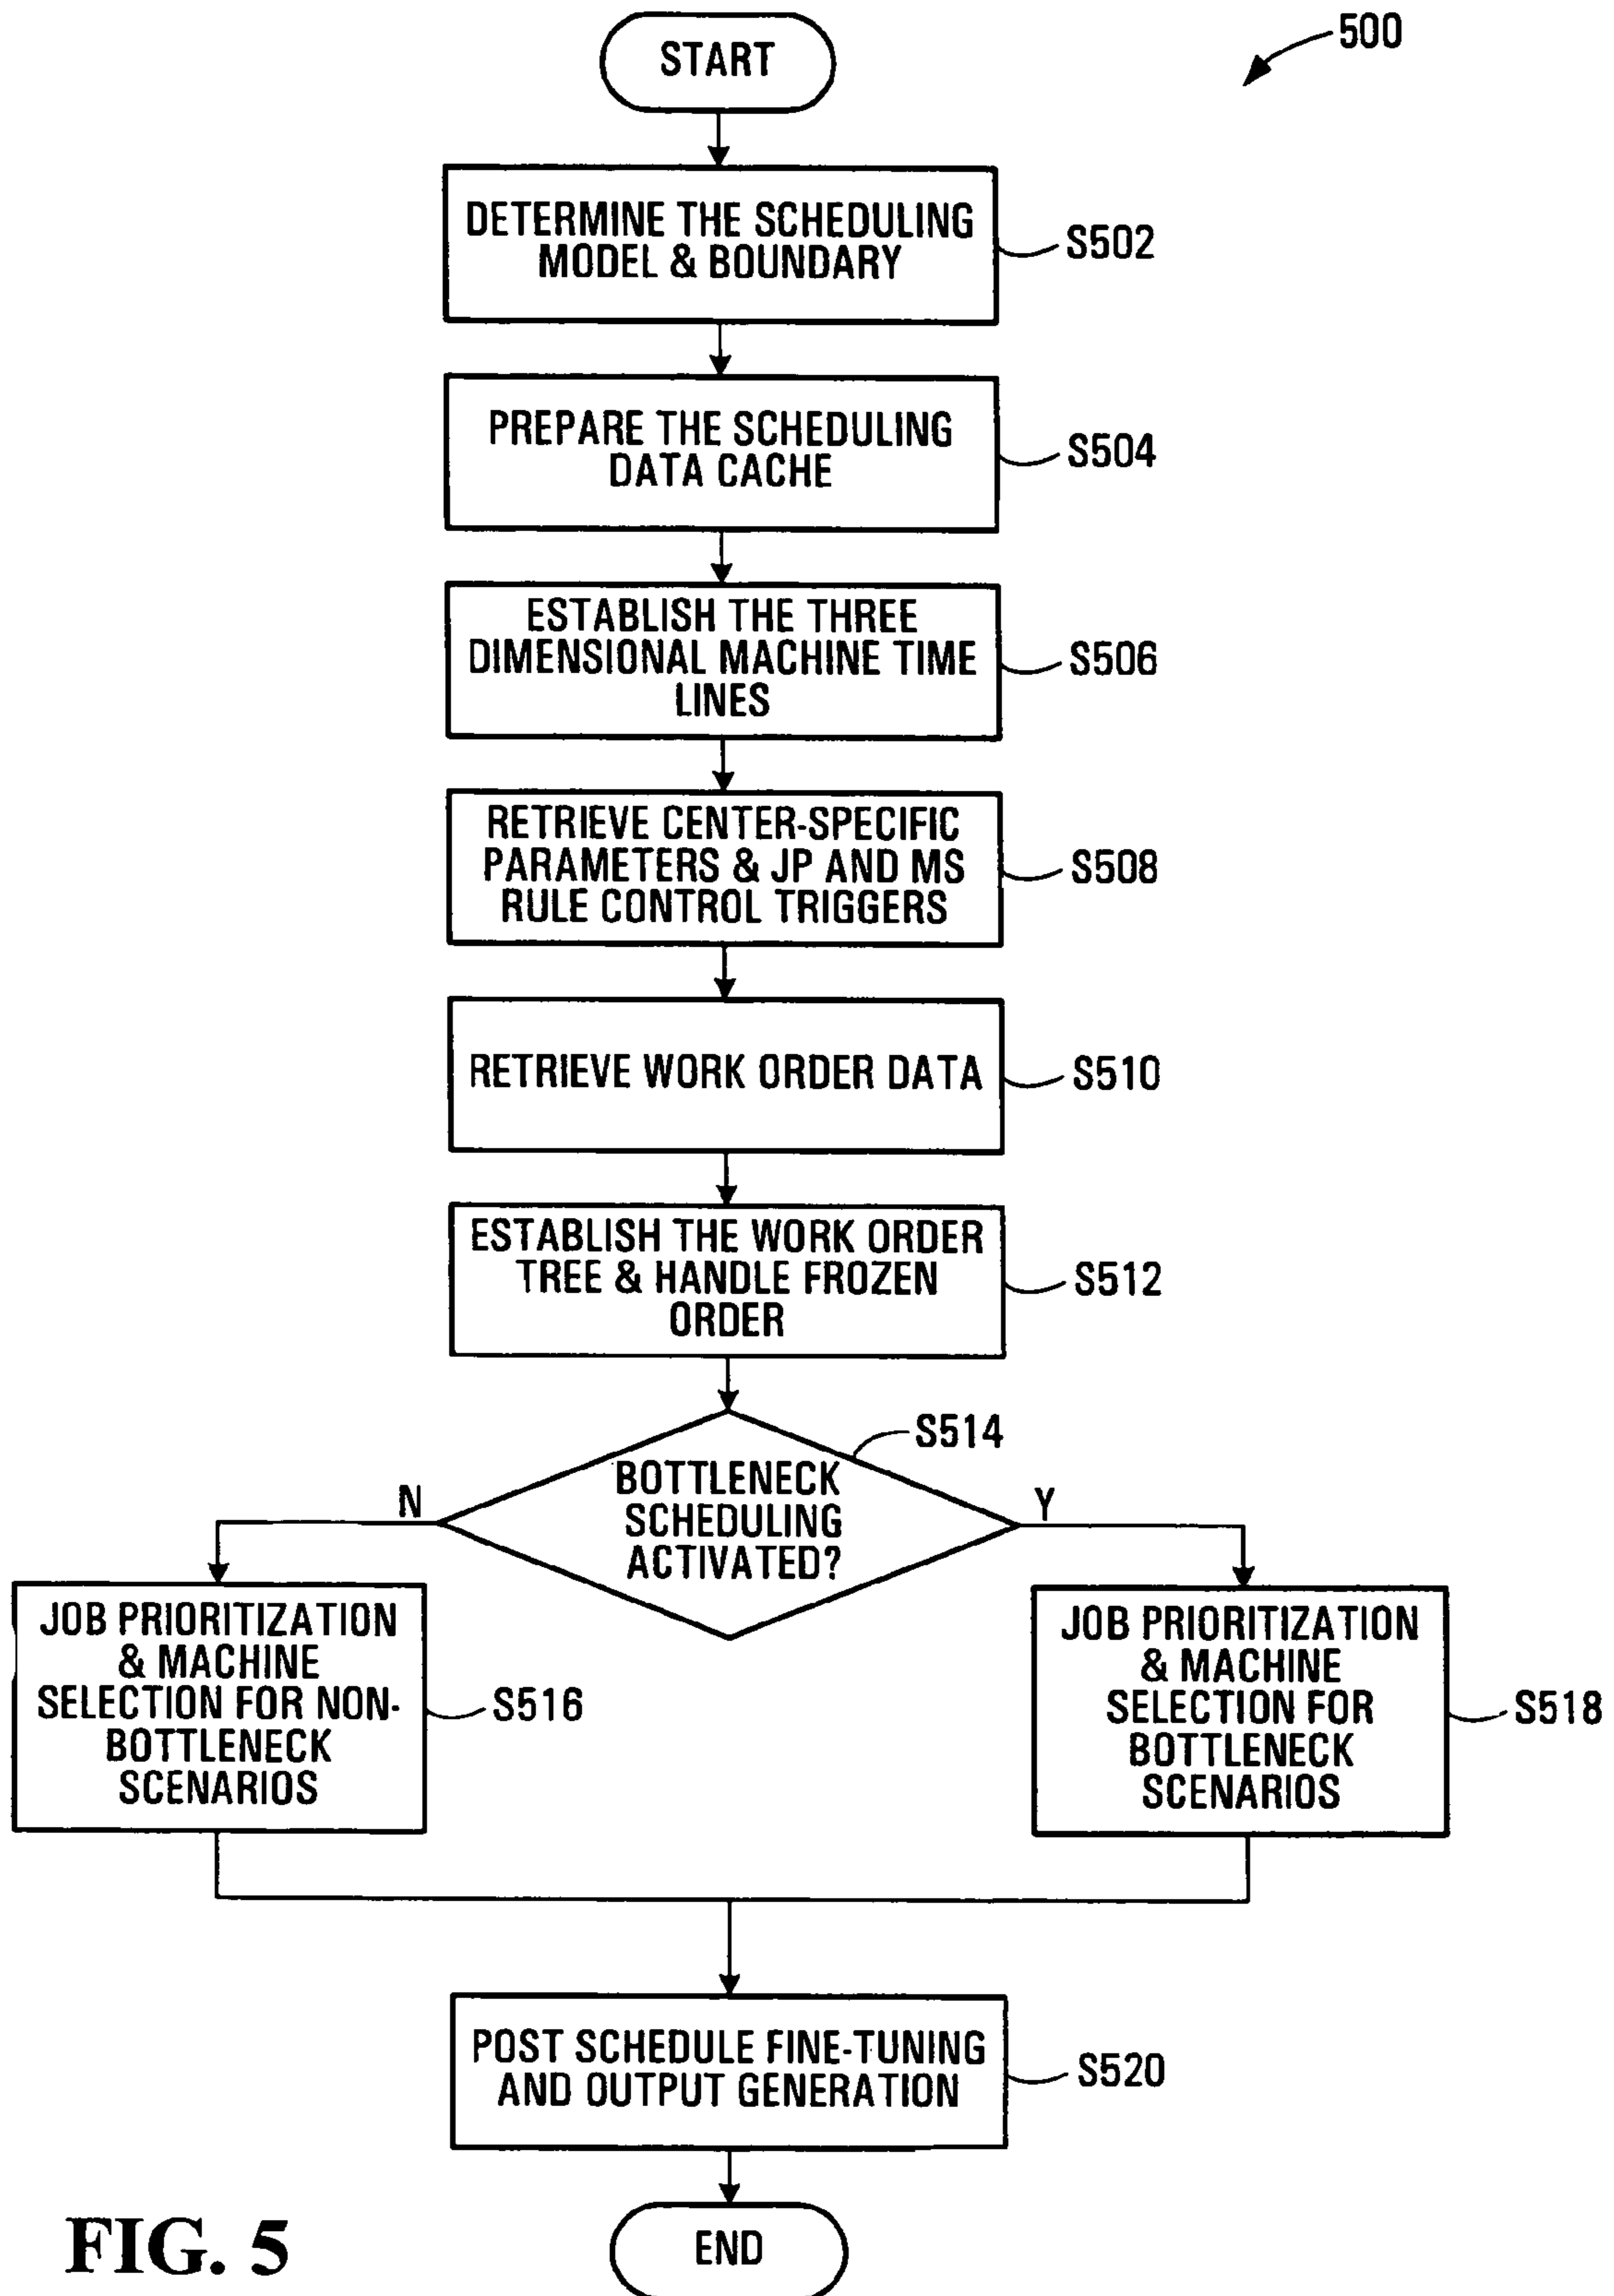 500
START
DETERMINE THE SCHEDULING
MODEL & BOUNDARY
S502
PREPARE THE SCHEDULING
DATA CACHE
S504
ESTABLISH THE THREE
DIMENSIONAL MACHINE TIME
LINES
S506
RETRIEVE CENTER-SPECIFIC
PARAMETERS & JP AND MS
RULE CONTROL TRIGGERS
S508
RETRIEVE WORK ORDER DATA
S510
ESTABLISH THE WORK ORDER
TREE & HANDLE FROZEN
ORDER
S512
S514
BOTTLENECK
SCHEDULING
ACTIVATED?
N
Y
JOB PRIORITIZATION
& MACHINE
SELECTION FOR NON-
BOTTLENECK
SCENARIOS
S516
JOB PRIORITIZATION
& MACHINE
SELECTION FOR
BOTTLENECK
SCENARIOS
S518
POST SCHEDULE FINE-TUNING
AND OUTPUT GENERATION
S520
END
FIG. 5